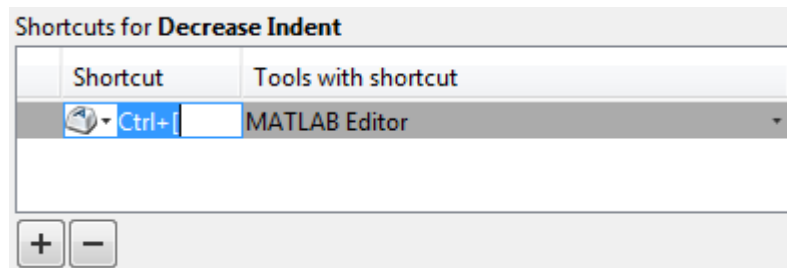 Shortcuts for Decrease Indent
Shortcut Tools with shortcut
Ctrl+[ MATLAB Editor
+ −